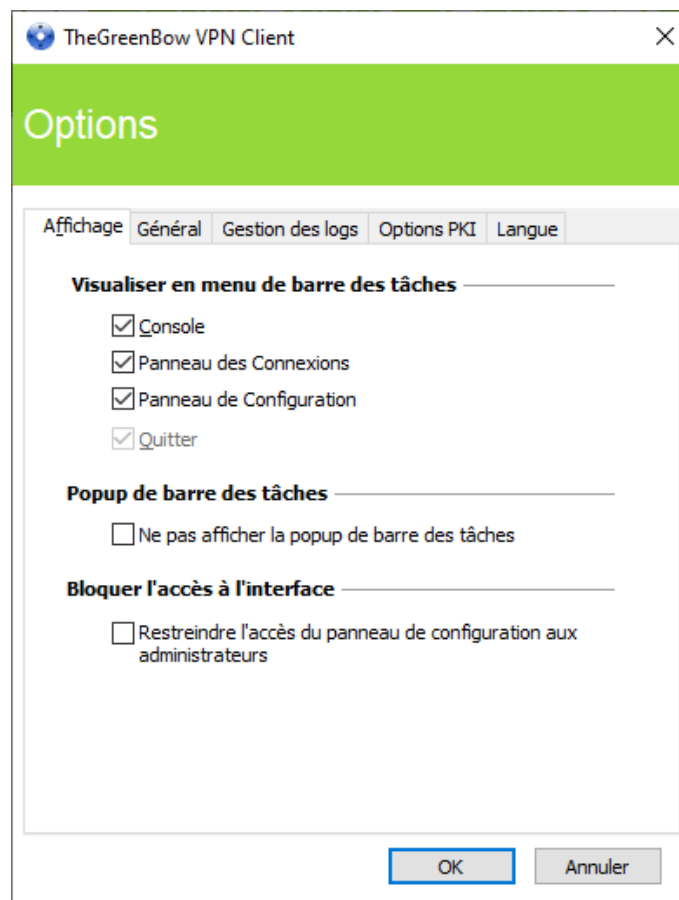 TheGreenBow VPN Client
Options
Affichage Général Gestion des logs Options PKI Langue
Visualiser en menu de barre des tâches
Console
Panneau des Connexions
Panneau de Configuration
Quitter
Popup de barre des tâches
Ne pas afficher la popup de barre des tâches
Bloquer l'accès à l'interface
Restreindre l'accès du panneau de configuration aux
administrateurs
OK Annuler